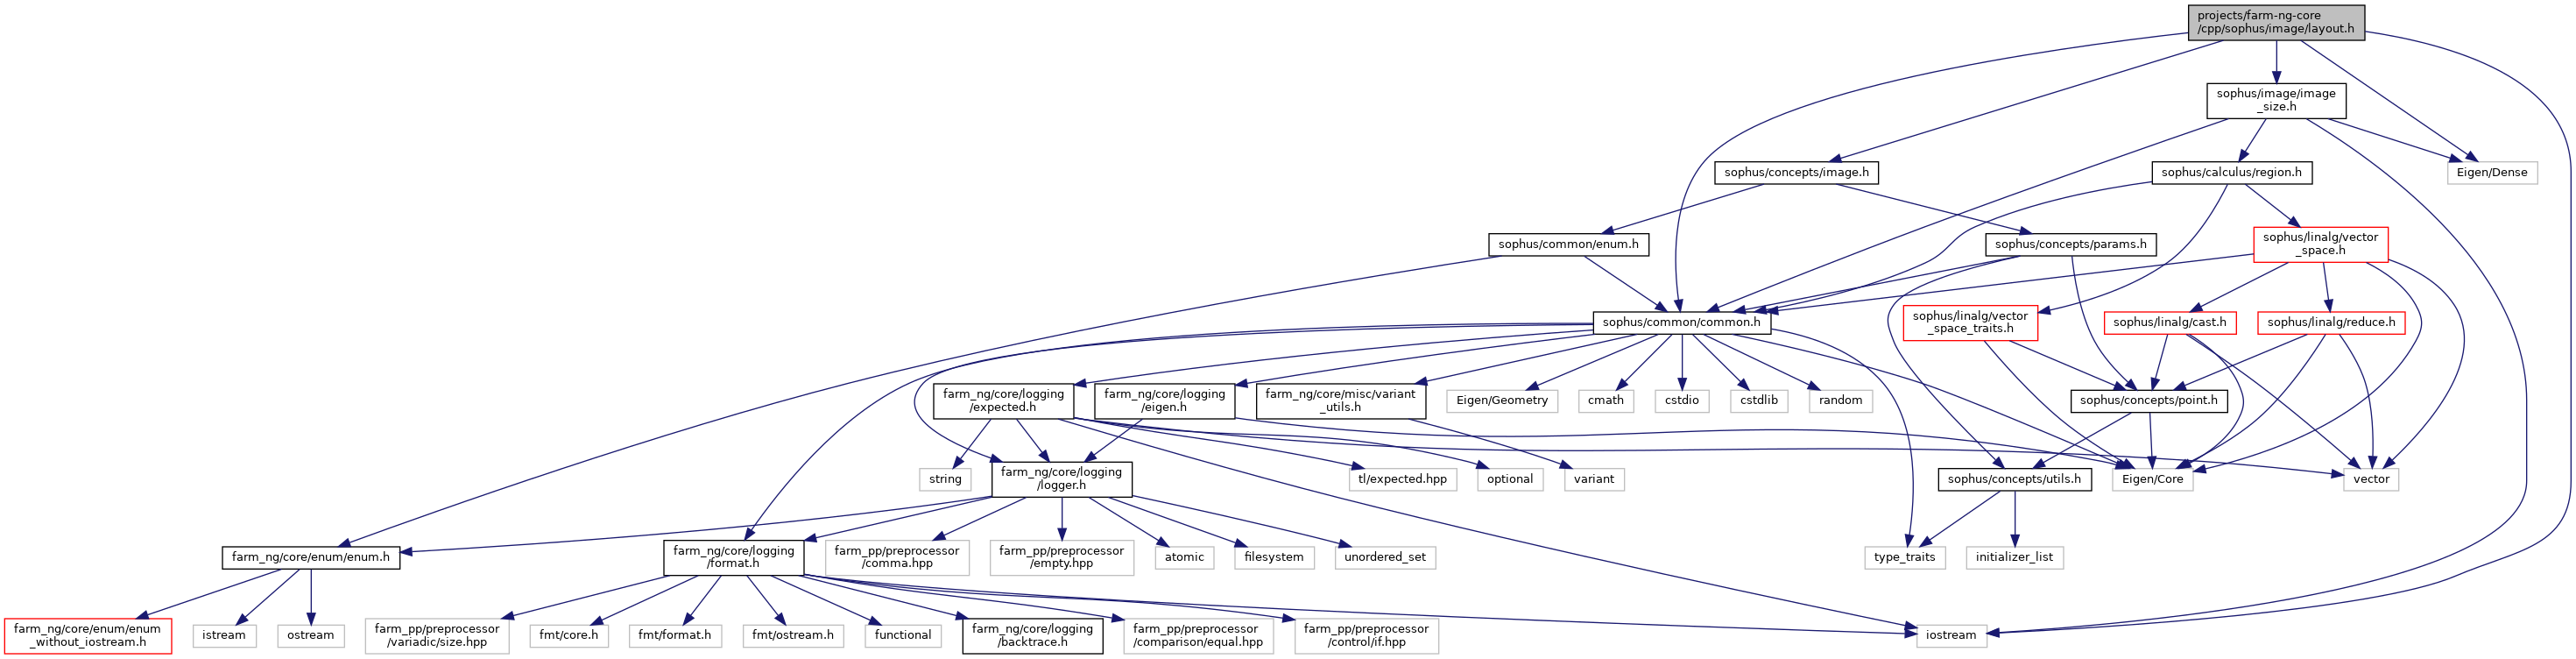 projects/farm-ng-core
/cpp/sophus/image/layout.h
sophus/image/image
_size.h
sophus/concepts/image.h
sophus/calculus/region.h
Eigen/Dense
sophus/common/enum.h
sophus/concepts/params.h
sophus/linalg/vector
_space.h
sophus/common/common.h
sophus/linalg/vector
_space_traits.h
sophus/linalg/cast.h
sophus/linalg/reduce.h
farm_ng/core/logging
/expected.h
farm_ng/core/logging
/eigen.h
farm_ng/core/misc/variant
_utils.h
Eigen/Geometry
cmath
cstdio
cstdlib
random
sophus/concepts/point.h
string
farm_ng/core/logging
/logger.h
tl/expected.hpp
optional
variant
sophus/concepts/utils.h
Eigen/Core
vector
farm_ng/core/enum/enum.h
farm_ng/core/logging
/format.h
farm_pp/preprocessor
/comma.hpp
farm_pp/preprocessor
/empty.hpp
atomic
filesystem
unordered_set
type_traits
initializer_list
farm_ng/core/enum/enum
_without_iostream.h
istream
ostream
farm_pp/preprocessor
/variadic/size.hpp
fmt/core.h
fmt/format.h
fmt/ostream.h
functional
farm_ng/core/logging
/backtrace.h
farm_pp/preprocessor
/comparison/equal.hpp
farm_pp/preprocessor
/control/if.hpp
iostream